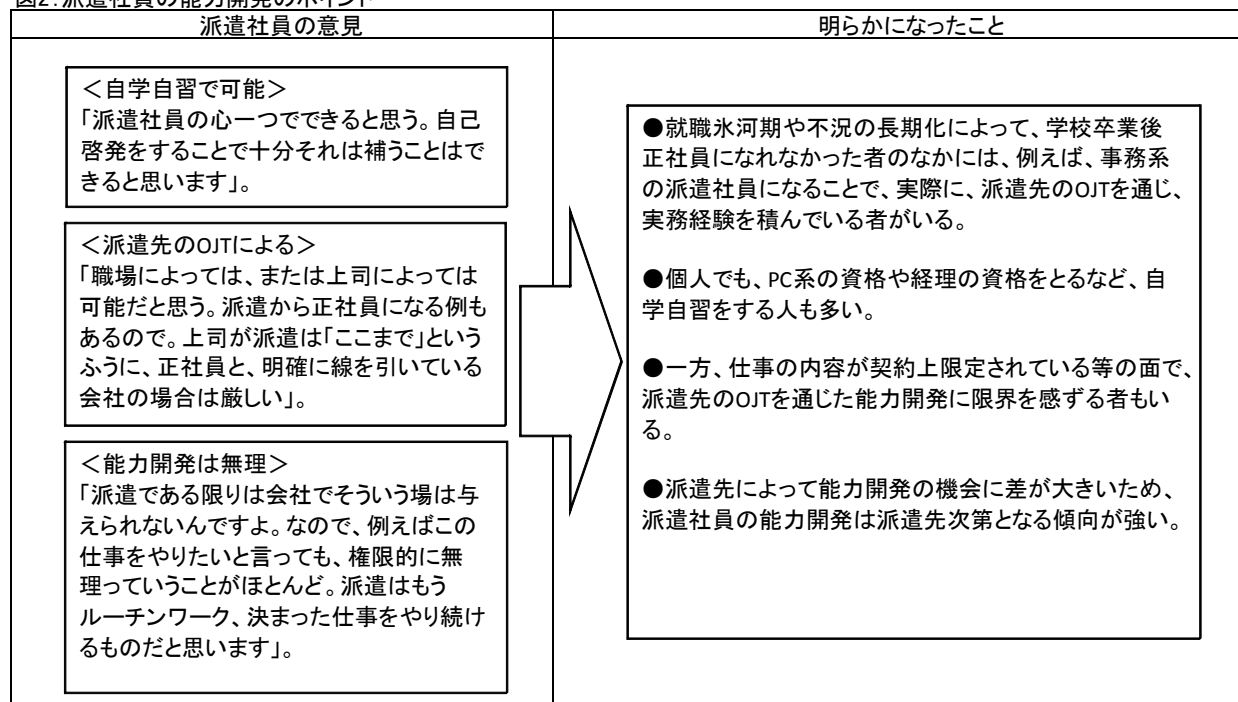 図2:派遣社員の能力開発のポイント
派遣社員の意見
明らかになったこと
<自学自習で可能>
「派遣社員の心一つでできると思う。自己
啓発をすることで十分それは補うことはで
きると思います」。
<派遣先のOJTによる>
「職場によっては、または上司によっては
可能だと思う。派遣から正社員になる例も
あるので。上司が派遣は「ここまで」という
ふうに、正社員と、明確に線を引いている
会社の場合は厳しい」。
<能力開発は無理>
「派遣である限りは会社でそういう場は与
えられないんですよ。なので、例えばこの
仕事をやりたいと言っても、権限的に無
理っていうことがほとんど。派遣はもう
ルーチンワーク、決まった仕事をやり続け
るものだと思います」。
●就職氷河期や不況の長期化によって、学校卒業後
正社員になれなかった者のなかには、例えば、事務系
の派遣社員になることで、実際に、派遣先のOJTを通じ、
実務経験を積んでいる者がいる。
●個人でも、PC系の資格や経理の資格をとるなど、自
学自習をする人も多い。
●一方、仕事の内容が契約上限定されている等の面で、
派遣先のOJTを通じた能力開発に限界を感ずる者もい
る。
●派遣先によって能力開発の機会に差が大きいため、
派遣社員の能力開発は派遣先次第となる傾向が強い。